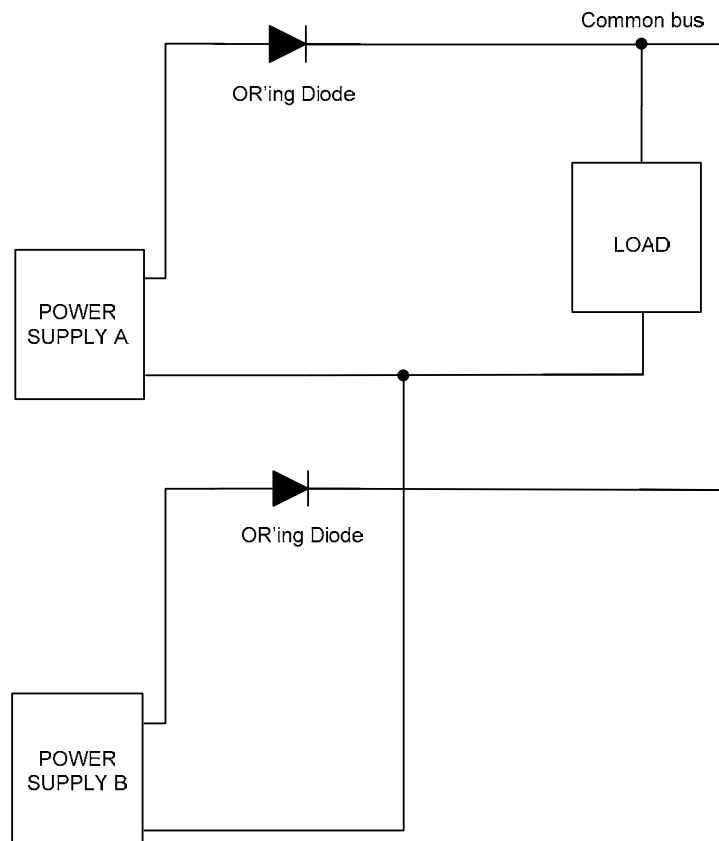 Common bus
OR'ing Diode
LOAD
POWER
SUPPLY A
OR'ing Diode
POWER
SUPPLY B